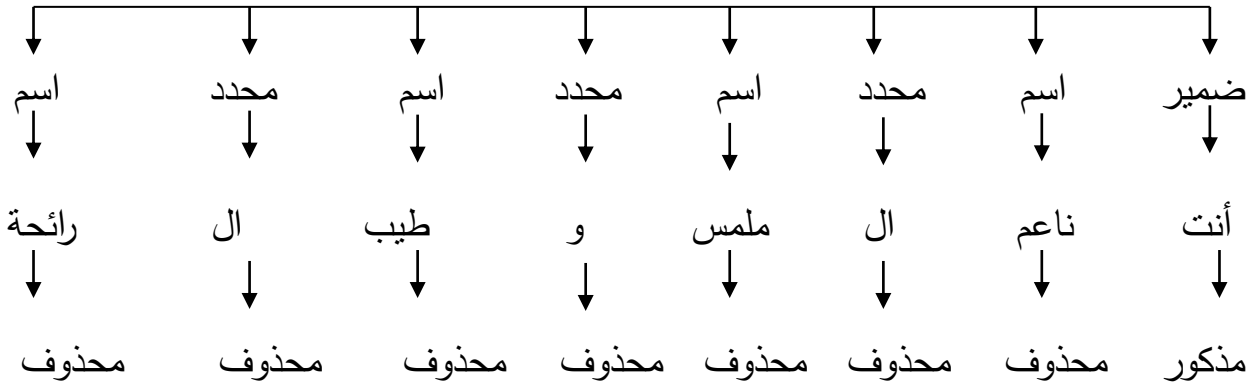 ضمير اسم محدد اسم محدد اسم محدد اسم
أنت ناعم ال ملمس و طيب ال رائحة
مذكور محذوف محذوف محذوف محذوف محذوف محذوف محذوف